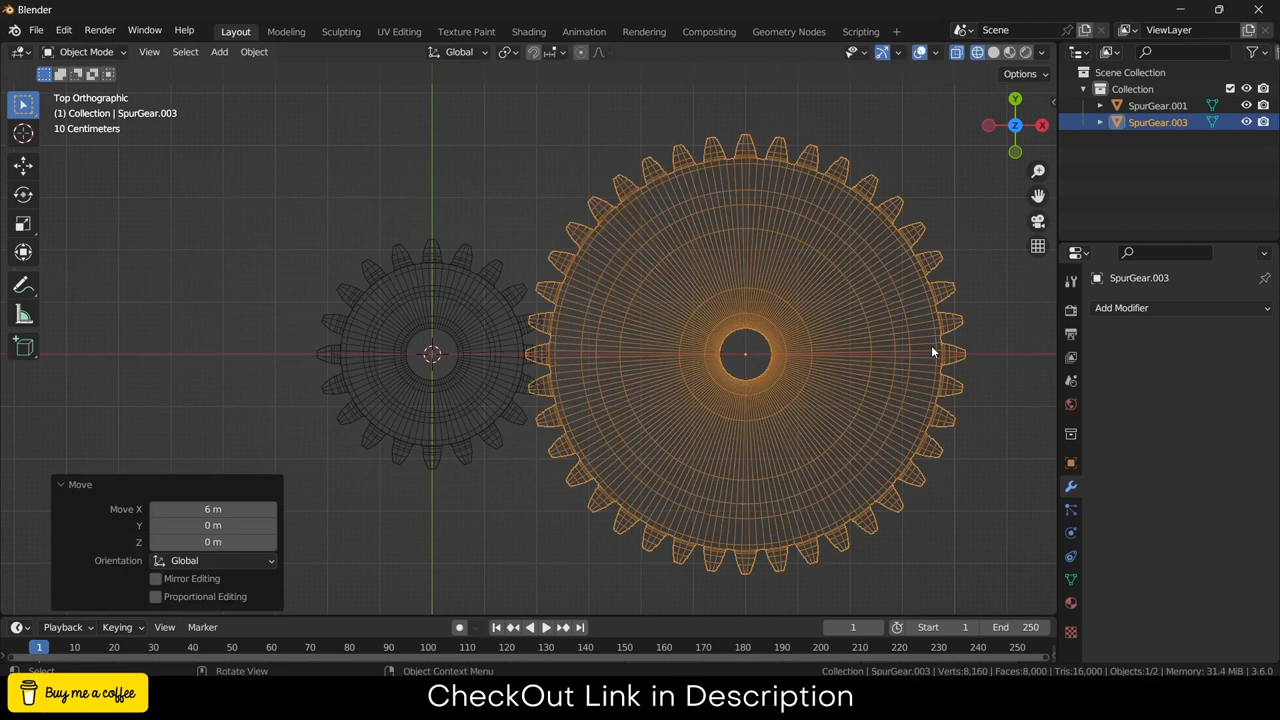 Blender
File Edit Render Window Help Layout Modeling Sculpting UV Editing Texture Paint Shading Animation Rendering Compositing Geometry Nodes Scripting + Scene ViewLayer
Object Mode View Select Add Object Global
Options
Top Orthographic
(1) Collection | SpurGear.003
10 Centimeters
Y
X
Z
Scene Collection
Collection
SpurGear.001
SpurGear.003
SpurGear.003
Add Modifier
Move
Move X 6 m
Y 0 m
Z 0 m
Orientation Global
Mirror Editing
Proportional Editing
Playback Keying View Marker 1 Start 1 End 250
1 10 20 30 40 50 60 70 80 90 100 110 120 130 140 150 160 170 180 190 200 210 220 230 240 250
Select Rotate View Object Context Menu Collection | SpurGear.003 | Verts:8,160 | Faces:8,000 | Tris:16,000 | Objects:1/2 | Memory: 31.4 MiB | 3.6.0
Buy me a coffee
CheckOut Link in Description